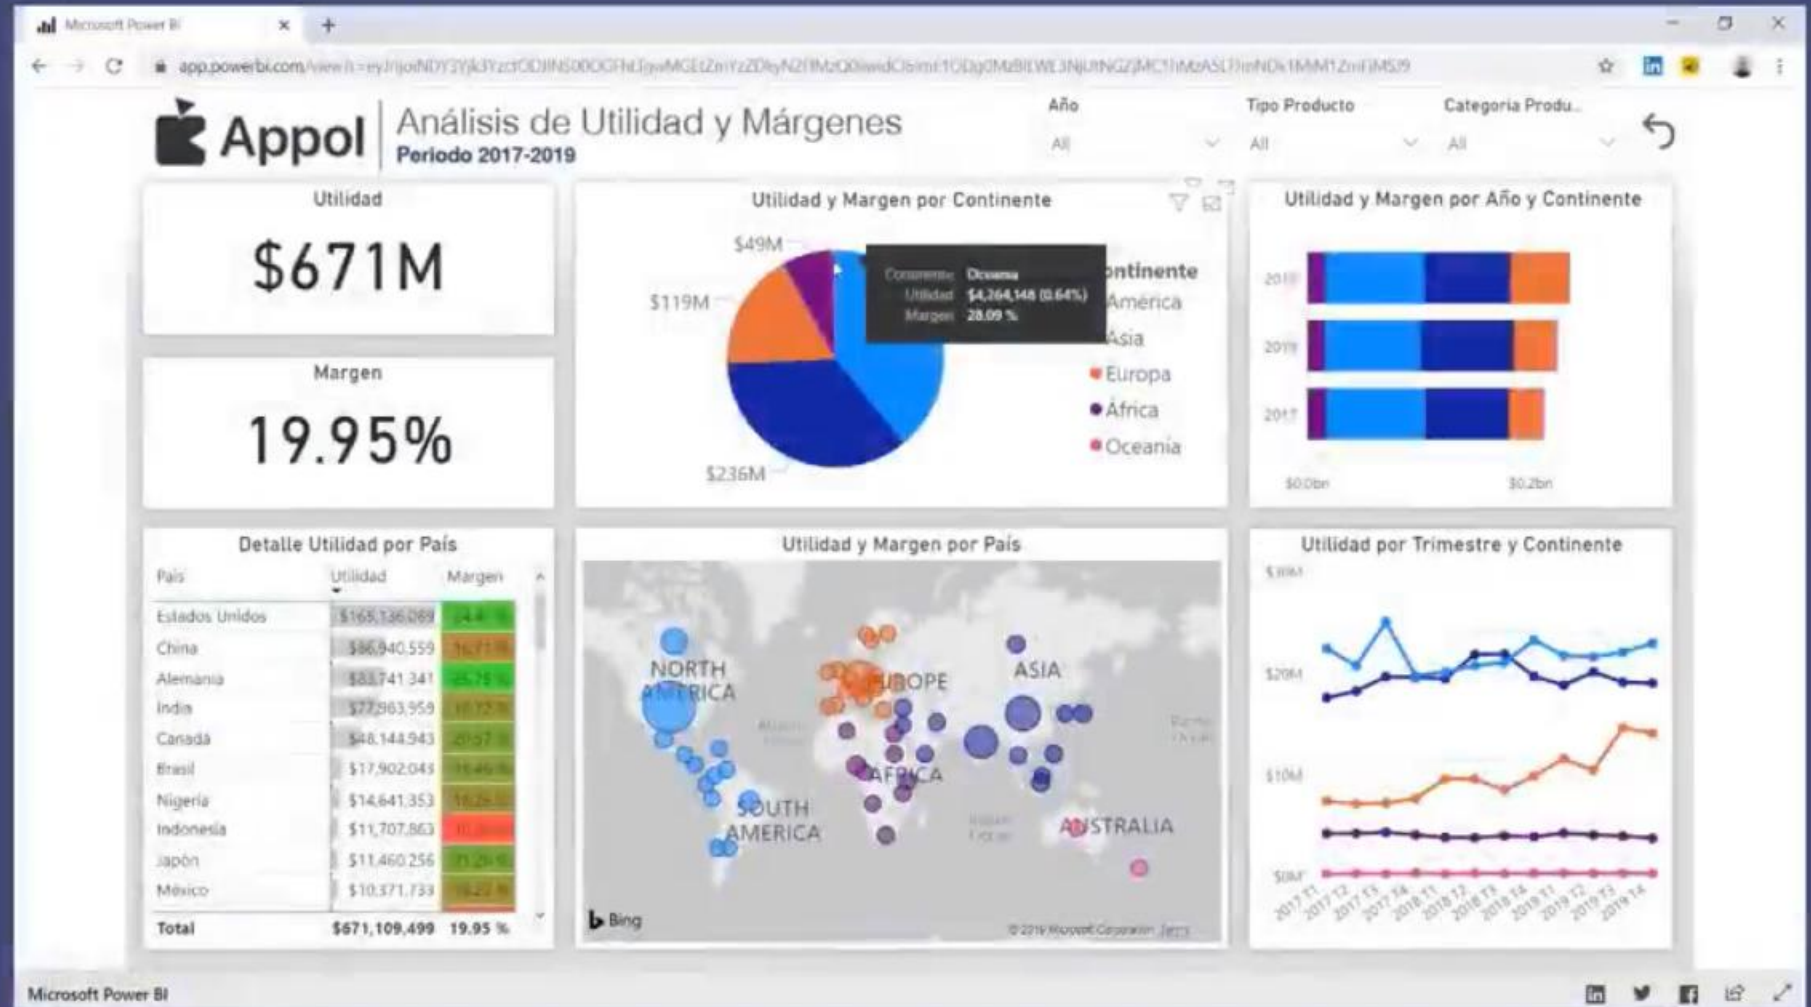 Microsoft Power BI
Appol
Análisis de Utilidad y Márgenes
Periodo 2017-2019
Año
All
Tipo Producto
All
Categoria Produ...
All
Utilidad
$671M
Margen
19.95%
Utilidad y Margen por Continente
$49M
$119M
$236M
Continente Oceania
Utilidad $4,264,148 (0.64%)
Margen 28.09 %
ontinente
América
Asia
Europa
África
Oceanía
Utilidad y Margen por Año y Continente
2017
$0.0bn
$0.2bn
Detalle Utilidad por País
País Utilidad Margen
Estados Unidos $165,136,089
China $86,940,559
Alemania $83,741,341
India $77,963,959
Canadá $48,144,943
Brasil $17,902,043
Nigeria $14,641,353
Indonesia $11,707,863
Japón $11,460,256
México $10,371,733
Total $671,109,499 19.95 %
Utilidad y Margen por País
NORTH
AMERICA
EUROPE
ASIA
AFRICA
SOUTH
AMERICA
AUSTRALIA
Bing
© 2019 Microsoft Corporation Terms
Utilidad por Trimestre y Continente
$30M
$20M
$10M
$0M
2017 T1
2017 T2
2017 T3
2017 T4
2018 T1
2018 T2
2018 T3
2018 T4
2019 T1
2019 T2
2019 T3
2019 T4
Microsoft Power BI